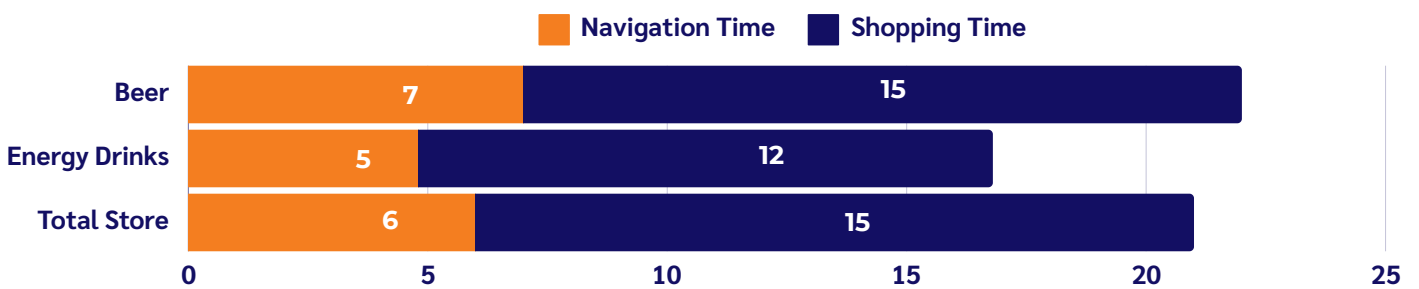 Navigation Time Shopping Time
Beer 7 15
Energy Drinks 5 12
Total Store 6 15
0 5 10 15 20 25